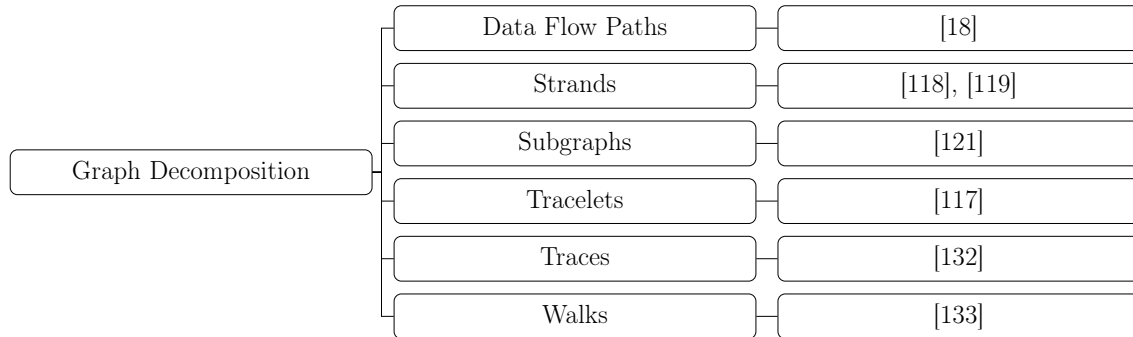 Data Flow Paths [18]
Strands [118], [119]
Subgraphs [121]
Graph Decomposition
Tracelets [117]
Traces [132]
Walks [133]